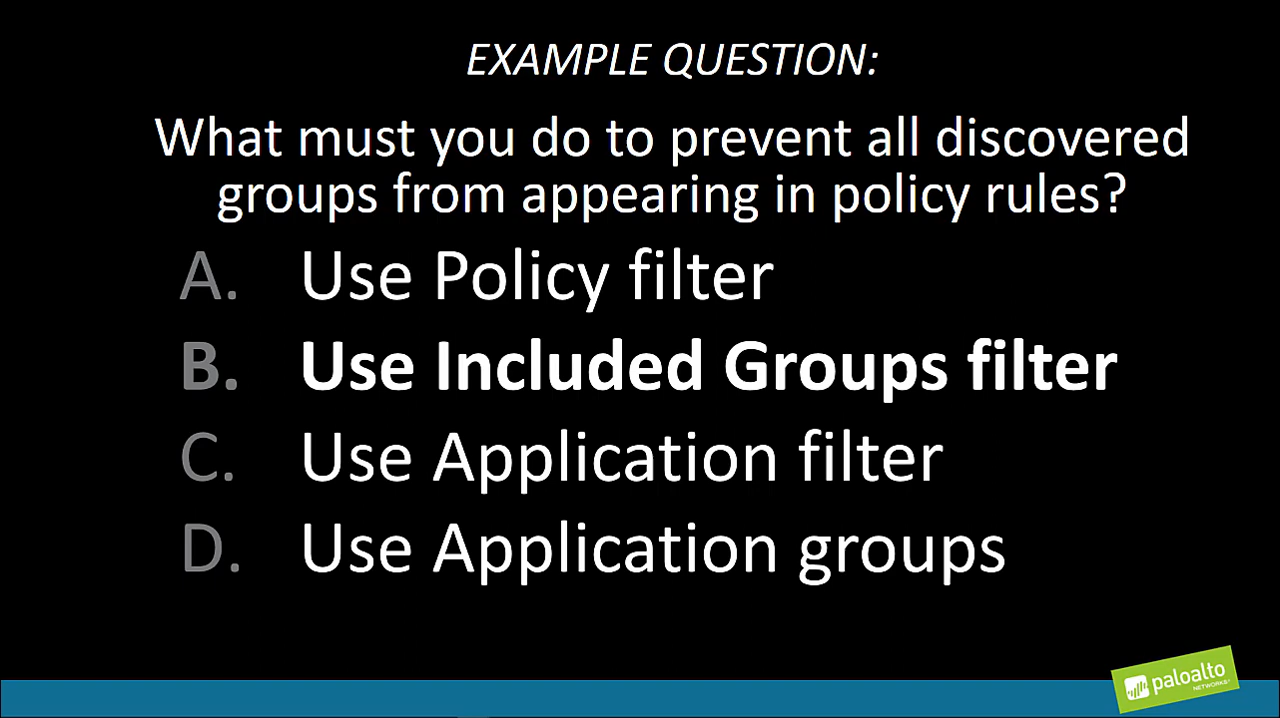 EXAMPLE QUESTION:
What must you do to prevent all discovered
groups from appearing in policy rules?
A. Use Policy filter
B. Use Included Groups filter
C. Use Application filter
D. Use Application groups
paloalto
NETWORKS